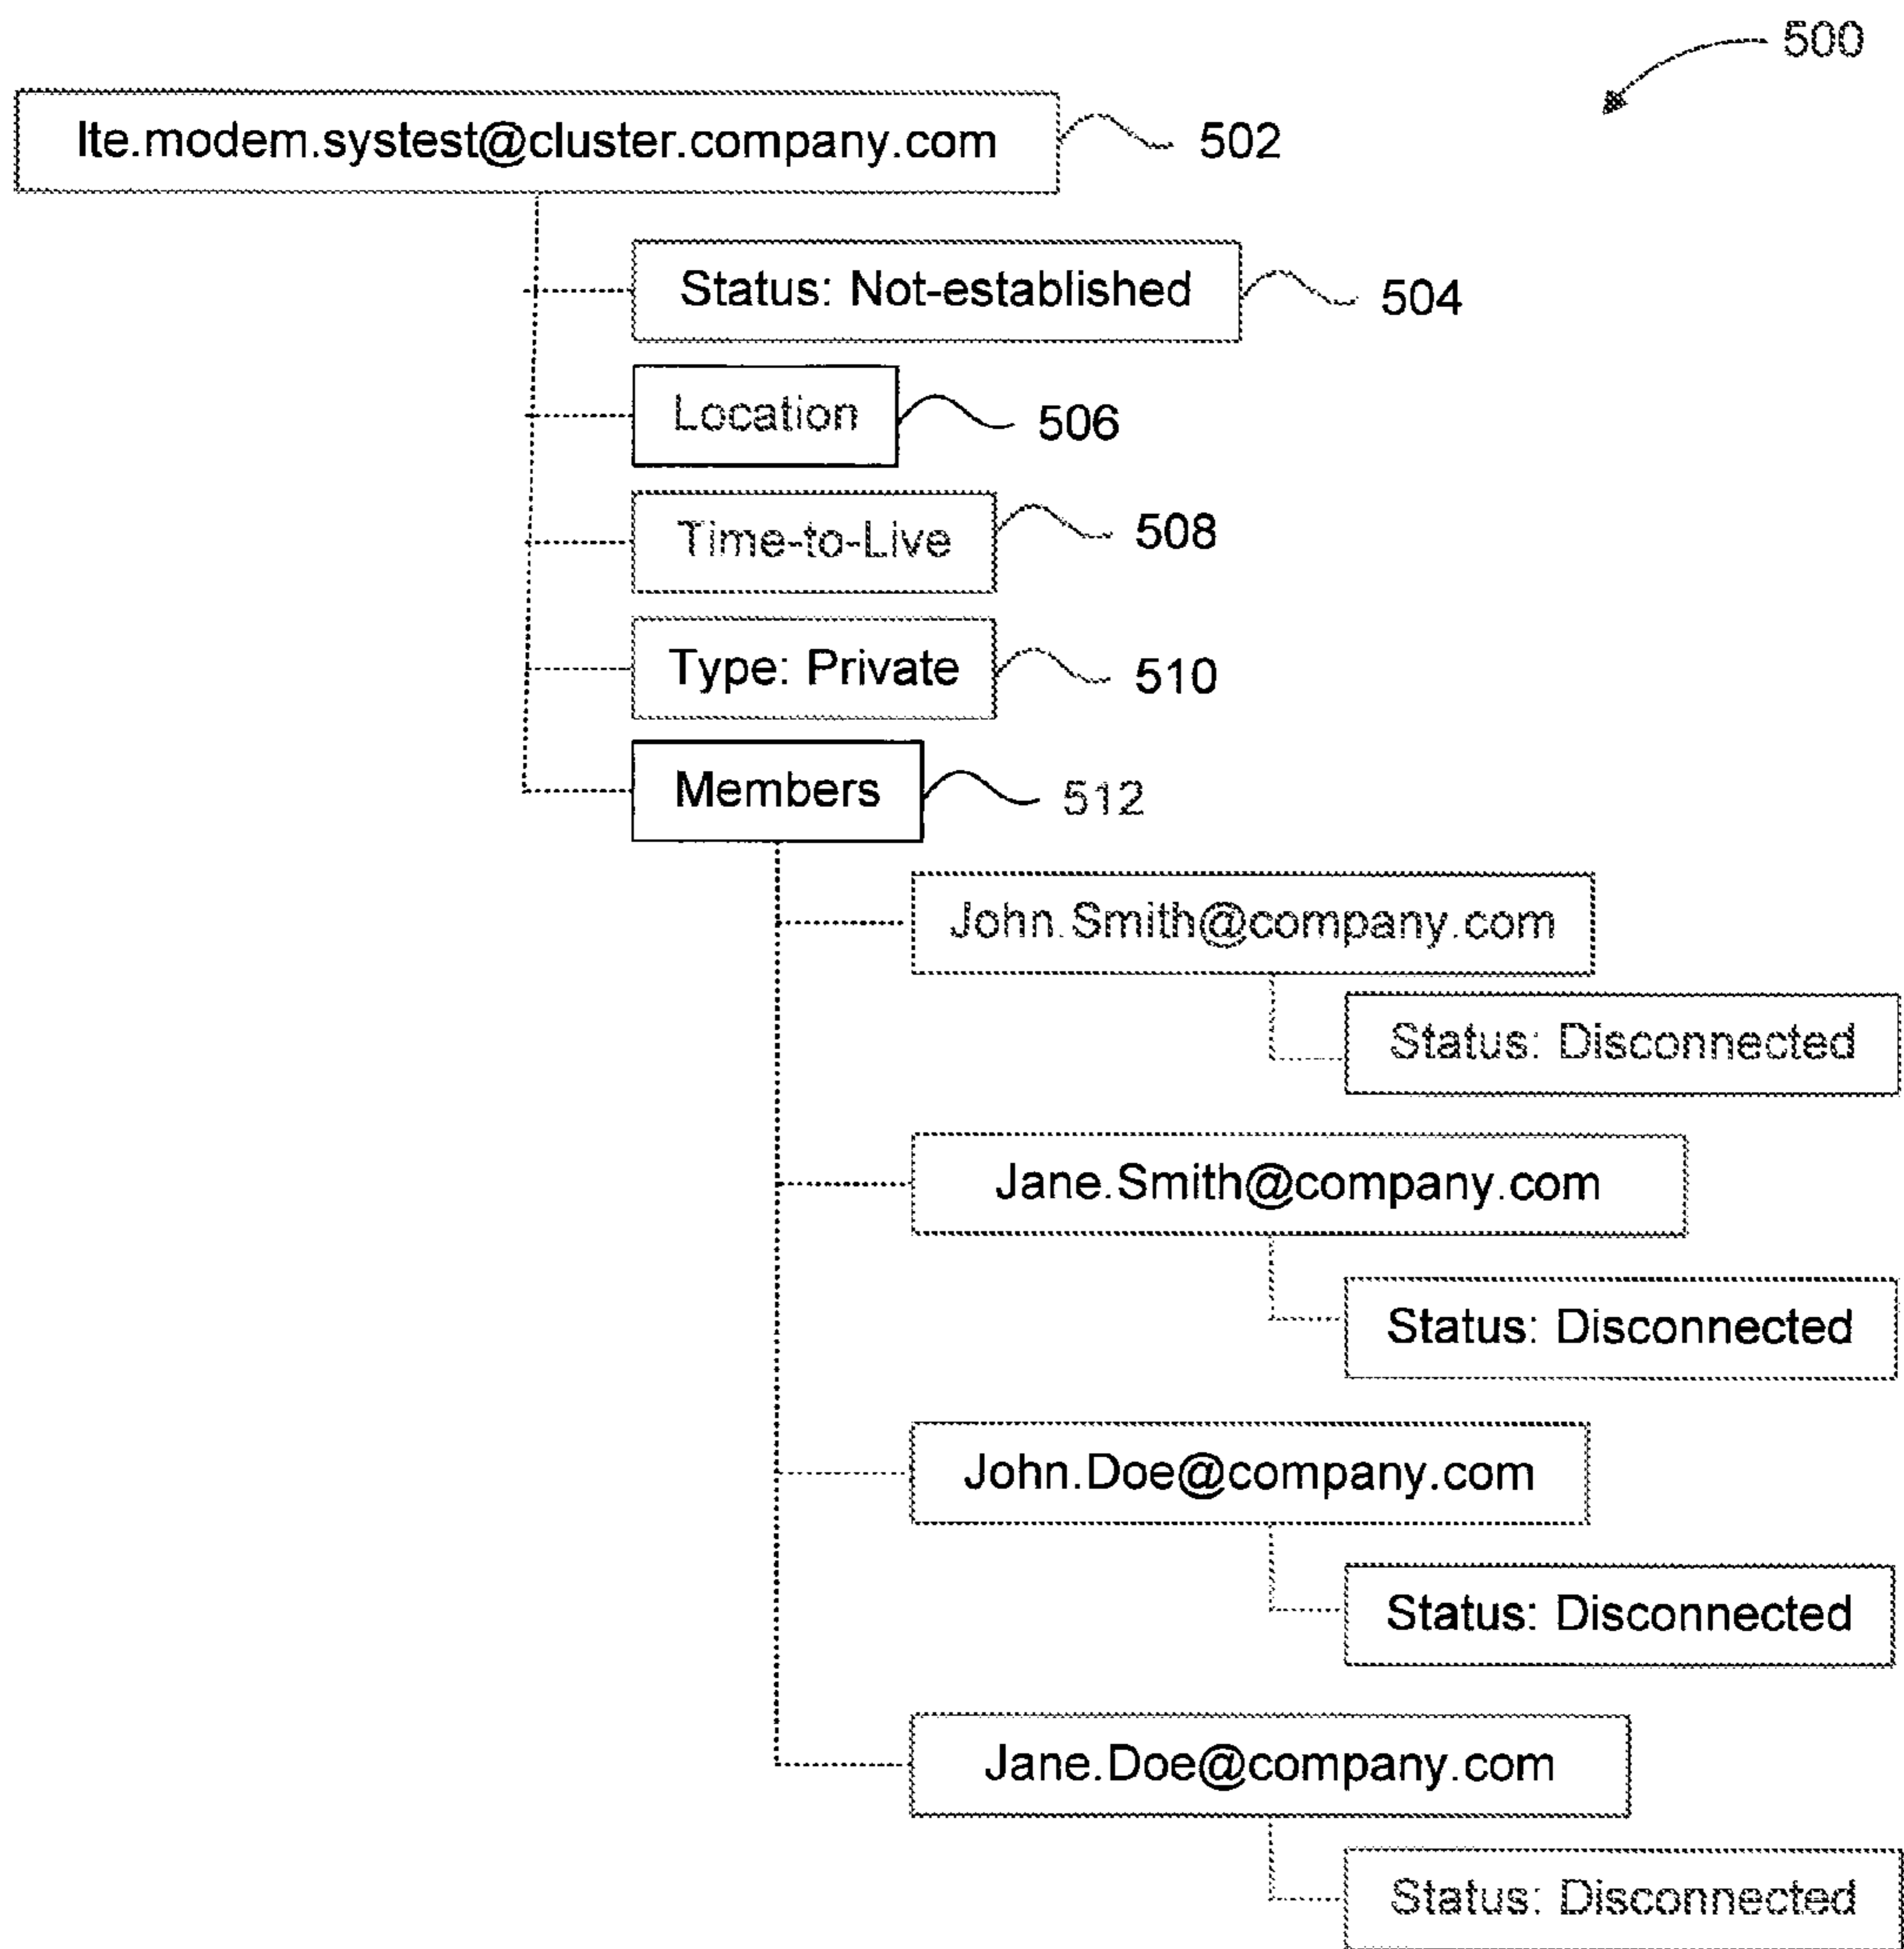 500
lte.modem.systest@cluster.company.com 502
Status: Not-established 504
Location 506
Time-to-Live 508
Type: Private 510
Members 512
John.Smith@company.com
Status: Disconnected
Jane.Smith@company.com
Status: Disconnected
John.Doe@company.com
Status: Disconnected
Jane.Doe@company.com
Status: Disconnected